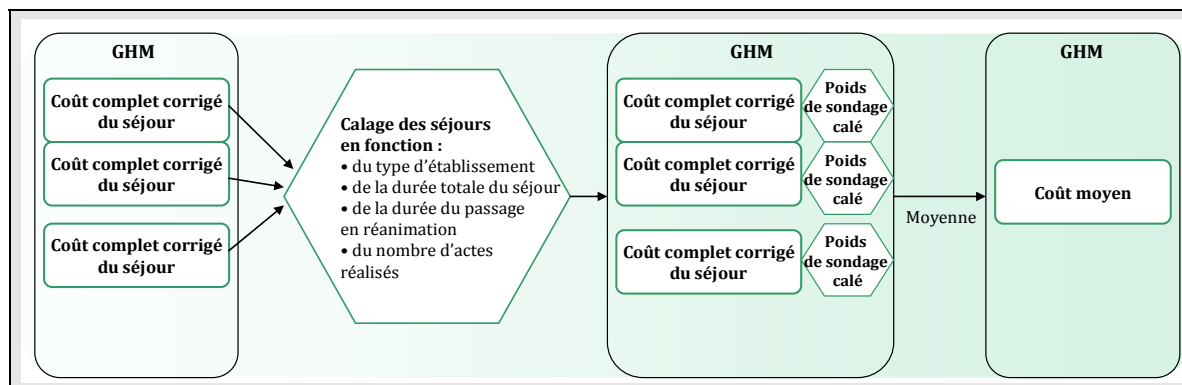 GHM
Coût complet corrigé
du séjour
Coût complet corrigé
du séjour
Coût complet corrigé
du séjour
Calage des séjours
en fonction :
• du type d’établissement
• de la durée totale du séjour
• de la durée du passage
en réanimation
• du nombre d’actes
réalisés
GHM
Coût complet corrigé
du séjour
Poids
de sondage
calé
Coût complet corrigé
du séjour
Poids
de sondage
calé
Coût complet corrigé
du séjour
Poids
de sondage
calé
Moyenne
GHM
Coût moyen